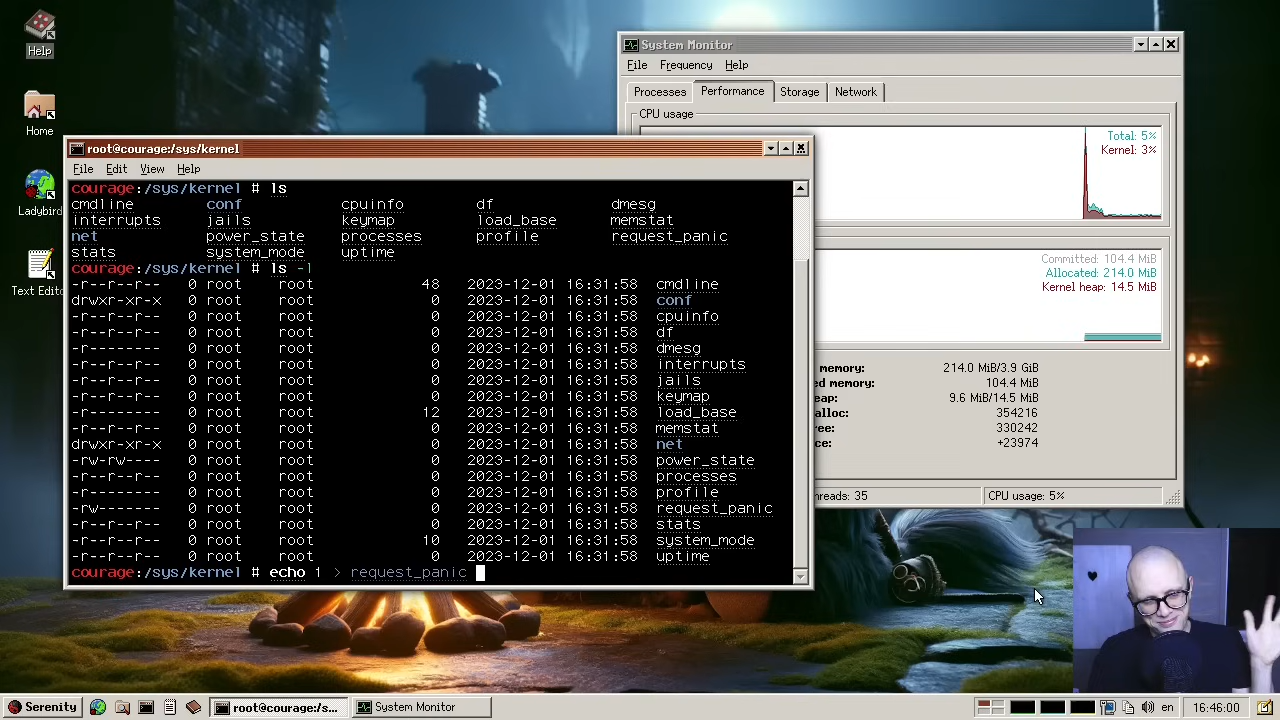 Help
Home
Ladybird
Text Edito
System Monitor
File Frequency Help
Processes Performance Storage Network
CPU usage
Total: 5%
Kernel: 3%
Committed: 104.4 MiB
Allocated: 214.0 MiB
Kernel heap: 14.5 MiB
memory: 214.0 MiB/3.9 GiB
ed memory: 104.4 MiB
eap: 9.6 MiB/14.5 MiB
lloc: 354216
ree: 330242
ce: +23974
hreads: 35 CPU usage: 5%
root@courage:/sys/kernel
File Edit View Help
courage:/sys/kernel # ls
cmdline conf cpuinfo df dmesg
interrupts jails keymap load_base memstat
net power_state processes profile request_panic
stats system_mode uptime
courage:/sys/kernel # ls -l
-r--r--r-- 0 root root 48 2023-12-01 16:31:58 cmdline
drwxr-xr-x 0 root root 0 2023-12-01 16:31:58 conf
-r--r--r-- 0 root root 0 2023-12-01 16:31:58 cpuinfo
-r--r--r-- 0 root root 0 2023-12-01 16:31:58 df
-r-------- 0 root root 0 2023-12-01 16:31:58 dmesg
-r--r--r-- 0 root root 0 2023-12-01 16:31:58 interrupts
-r--r--r-- 0 root root 0 2023-12-01 16:31:58 jails
-r--r--r-- 0 root root 0 2023-12-01 16:31:58 keymap
-r-------- 0 root root 12 2023-12-01 16:31:58 load_base
-r--r--r-- 0 root root 0 2023-12-01 16:31:58 memstat
drwxr-xr-x 0 root root 0 2023-12-01 16:31:58 net
-rw-rw---- 0 root root 0 2023-12-01 16:31:58 power_state
-r--r--r-- 0 root root 0 2023-12-01 16:31:58 processes
-r-------- 0 root root 0 2023-12-01 16:31:58 profile
-rw------- 0 root root 0 2023-12-01 16:31:58 request_panic
-r--r--r-- 0 root root 0 2023-12-01 16:31:58 stats
-r--r--r-- 0 root root 10 2023-12-01 16:31:58 system_mode
-r--r--r-- 0 root root 0 2023-12-01 16:31:58 uptime
courage:/sys/kernel # echo 1 > request_panic
Serenity root@courage:/s... System Monitor en 16:46:00